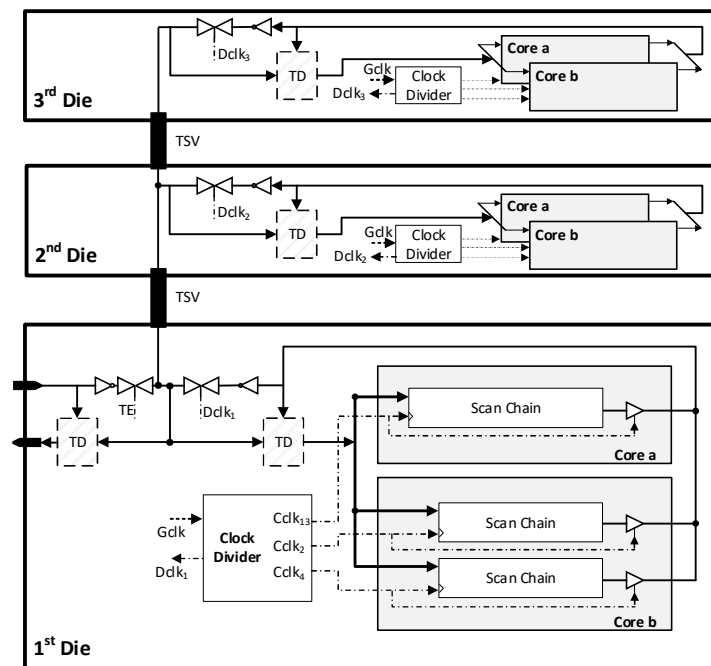 Dclk3
Core a
3rd Die
TD
Gclk
Clock
Divider
Core b
Dclk3
TSV
Dclk2
Core a
2nd Die
TD
Gclk
Clock
Divider
Core b
Dclk2
TSV
TE
Dclk1
Scan Chain
TD
TD
Core a
Gclk
Clock
Divider
Cclk13
Cclk2
Cclk4
Dclk1
Scan Chain
Scan Chain
Core b
1st Die